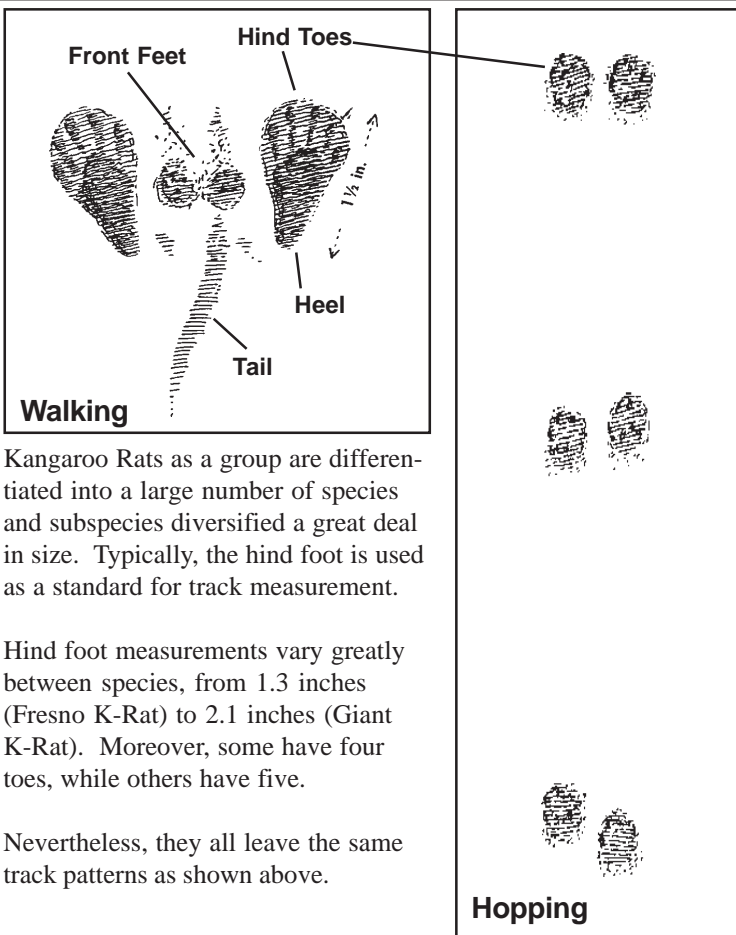 Hind Toes
Front Feet
1½ in.
Heel
Tail
Walking
Kangaroo Rats as a group are differen-
tiated into a large number of species
and subspecies diversified a great deal
in size.  Typically, the hind foot is used
as a standard for track measurement.
Hind foot measurements vary greatly
between species, from 1.3 inches
(Fresno K-Rat) to 2.1 inches (Giant
K-Rat).  Moreover, some have four
toes, while others have five.
Nevertheless, they all leave the same
track patterns as shown above.
Hopping